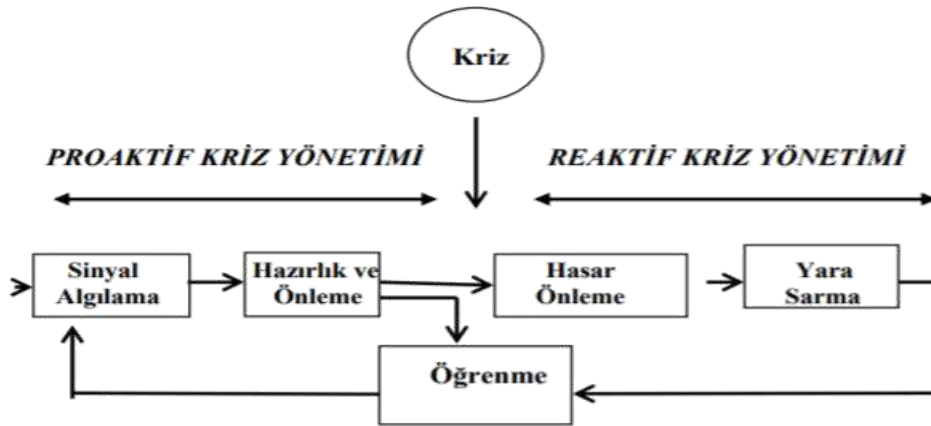 Kriz
PROAKTİF KRİZ YÖNETİMİ
REAKTİF KRİZ YÖNETİMİ
Sinyal
Algılama
Hazırlık ve
Önleme
Hasar
Önleme
Yara
Sarma
Öğrenme